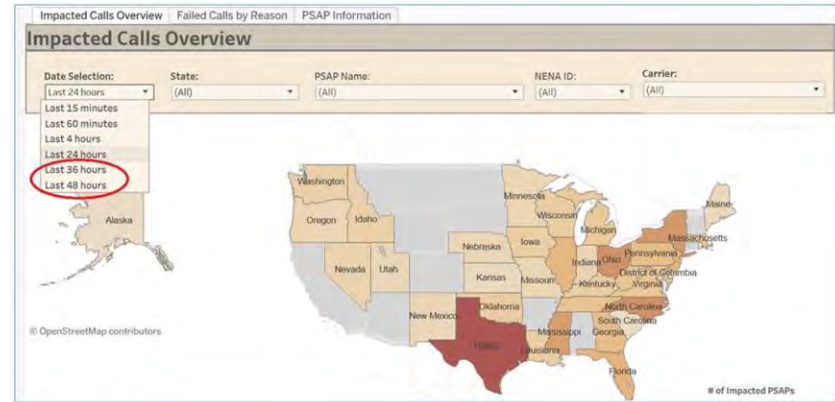 Impacted Calls Overview Failed Calls by Reason PSAP Information
Impacted Calls Overview
Date Selection: State: PSAP Name: NENA ID: Carrier:
Last 24 hours (All) (All) (All) (All)
Last 15 minutes
Last 60 minutes
Last 4 hours
Last 24 hours
Last 36 hours
Last 48 hours
Washington
Minnesota
Maine
Wisconsin
Oregon Idaho
Alaska
Michigan
Massachusetts
Nebraska Iowa
Pennsylvania
Indiana Ohio
Nevada Utah
District of Columbia
Kansas Missouri Kentucky Virginia
North Carolina
Oklahoma
New Mexico
South Carolina
Mississippi Georgia
© OpenStreetMap contributors
Texas
Louisiana
Florida
# of Impacted PSAPs